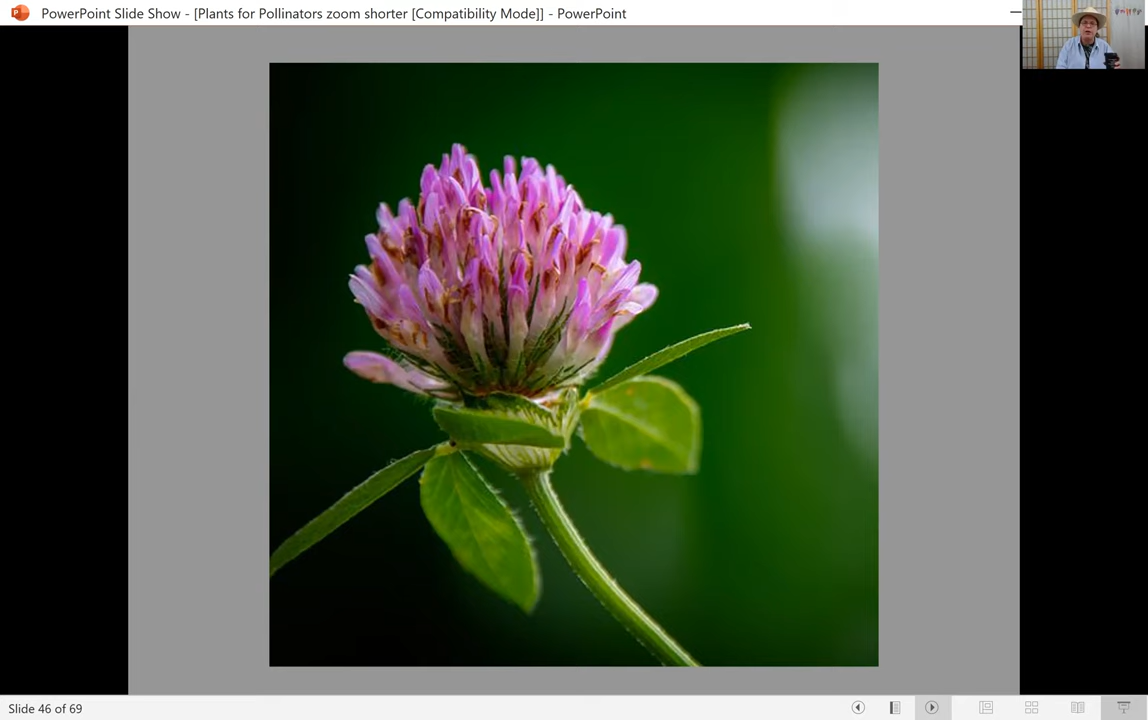 PowerPoint Slide Show - [Plants for Pollinators zoom shorter [Compatibility Mode]] - PowerPoint
Slide 46 of 69